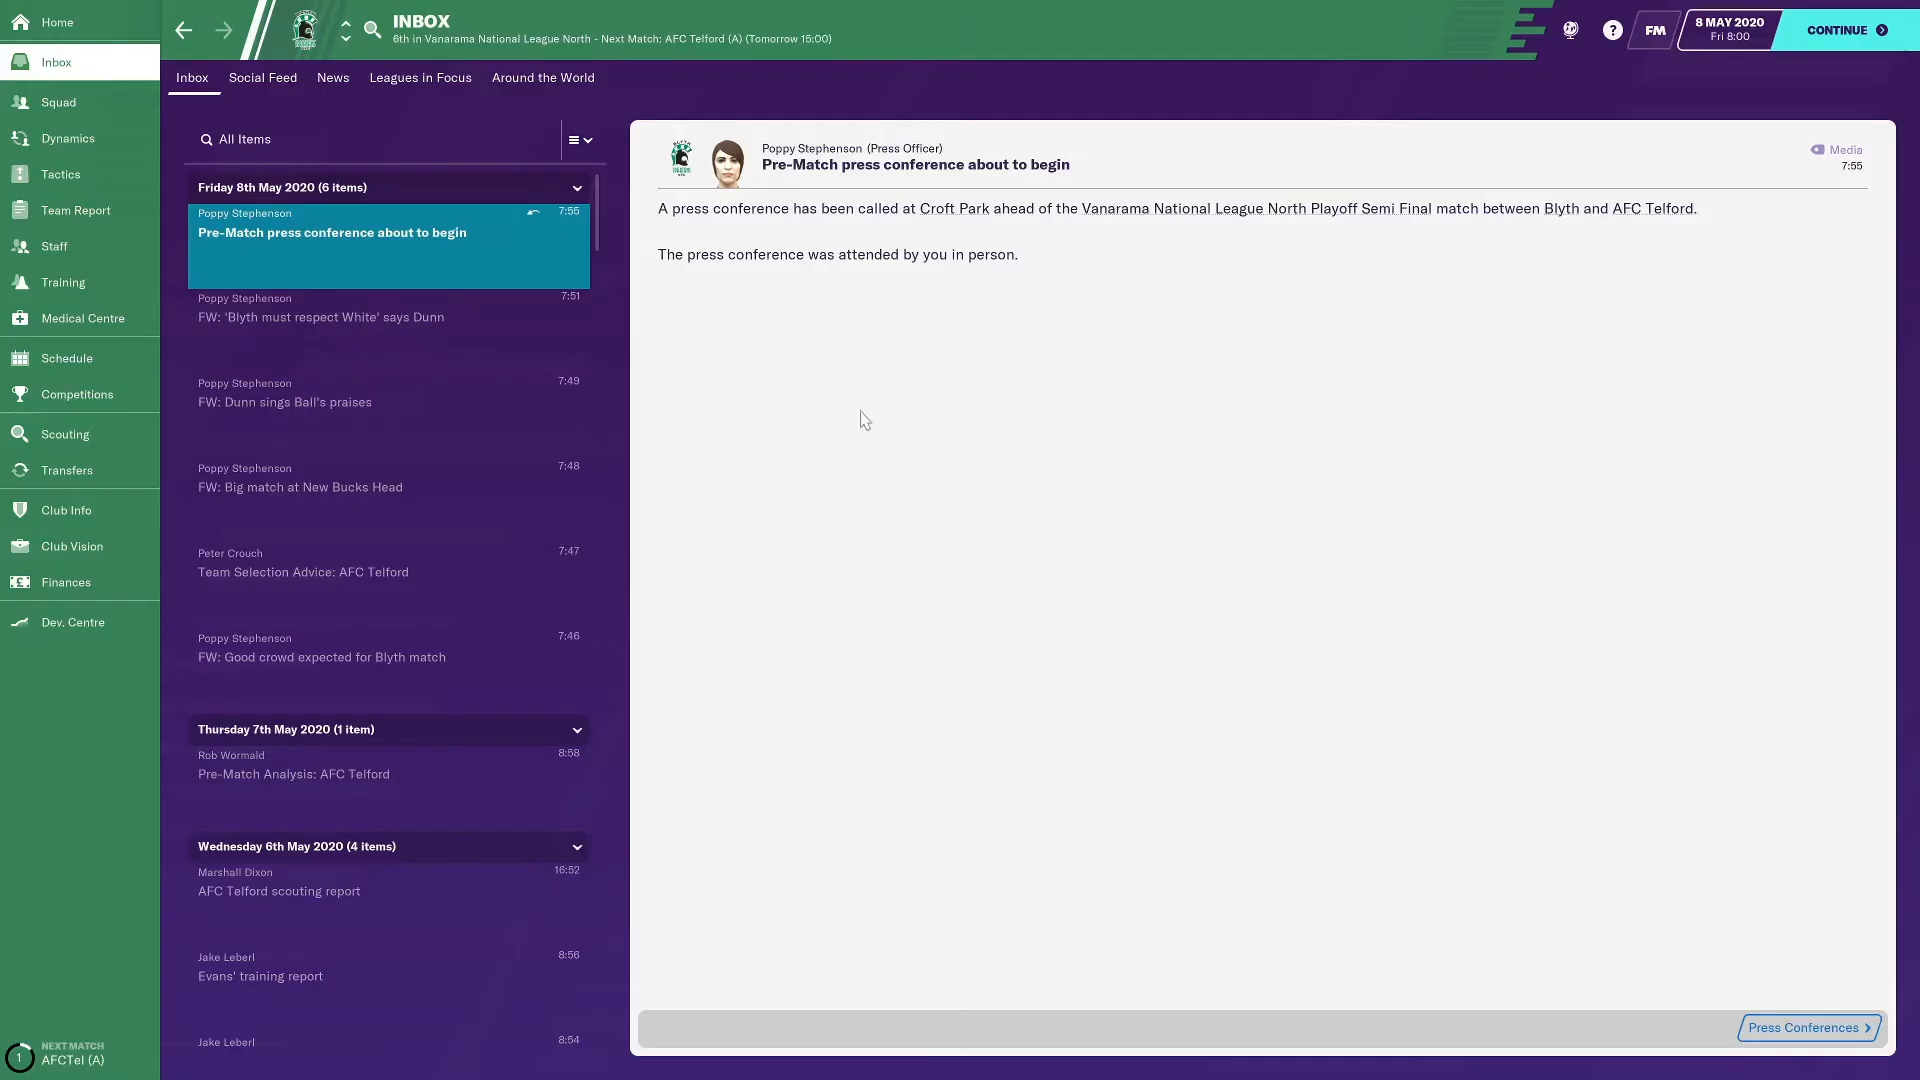 Home
Inbox
Squad
Dynamics
Tactics
Team Report
Staff
Training
Medical Centre
Schedule
Competitions
Scouting
Transfers
Club Info
Club Vision
Finances
Dev. Centre
1
NEXT MATCH
AFCTel (A)
INBOX
6th in Vanarama National League North - Next Match: AFC Telford (A) (Tomorrow 15:00)
?
FM
8 MAY 2020
Fri 8:00
CONTINUE
Inbox Social Feed News Leagues in Focus Around the World
All Items
Friday 8th May 2020 (6 items)
Poppy Stephenson 7:55
Pre-Match press conference about to begin
Poppy Stephenson 7:51
FW: 'Blyth must respect White' says Dunn
Poppy Stephenson 7:49
FW: Dunn sings Ball's praises
Poppy Stephenson 7:48
FW: Big match at New Bucks Head
Peter Crouch 7:47
Team Selection Advice: AFC Telford
Poppy Stephenson 7:46
FW: Good crowd expected for Blyth match
Thursday 7th May 2020 (1 item)
Rob Wormald 8:58
Pre-Match Analysis: AFC Telford
Wednesday 6th May 2020 (4 items)
Marshall Dixon 16:52
AFC Telford scouting report
Jake Leberl 8:56
Evans' training report
Jake Leberl 8:54
Poppy Stephenson (Press Officer)
Pre-Match press conference about to begin
Media
7:55
A press conference has been called at Croft Park ahead of the Vanarama National League North Playoff Semi Final match between Blyth and AFC Telford.
The press conference was attended by you in person.
Press Conferences >